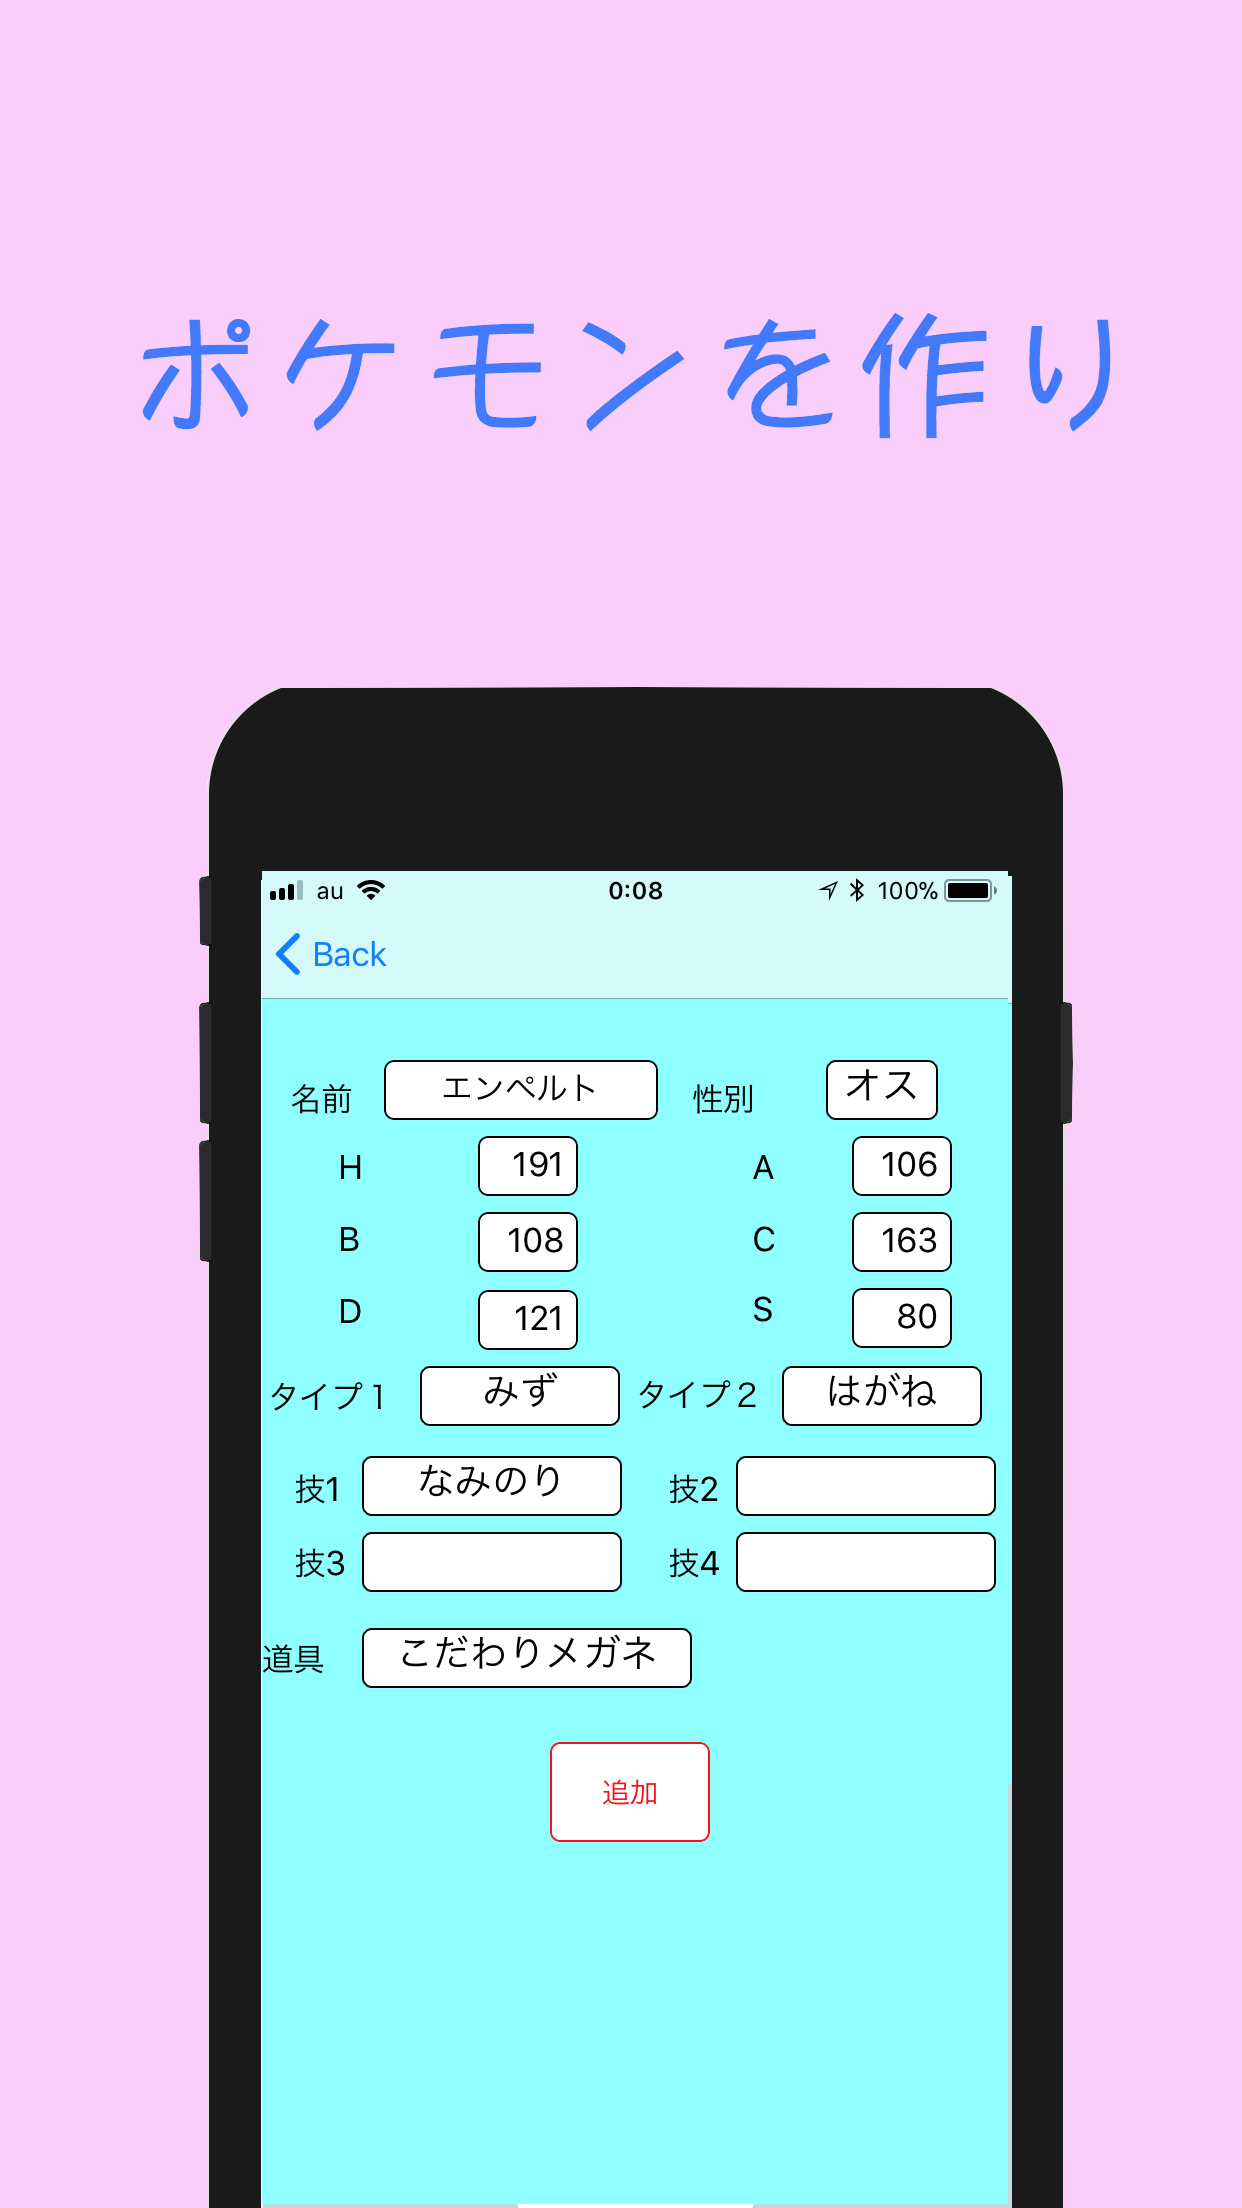 ポケモンを作り
au 0:08 100%
Back
名前 エンペルト 性別 オス
H 191 A 106
B 108 C 163
D 121 S 80
タイプ1 みず タイプ2 はがね
技1 なみのり 技2
技3 技4
道具 こだわりメガネ
追加